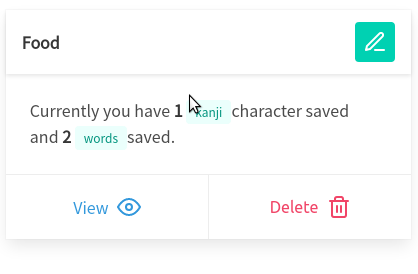 Food
Currently you have 1 kanji character saved
and 2 words saved.
View
Delete